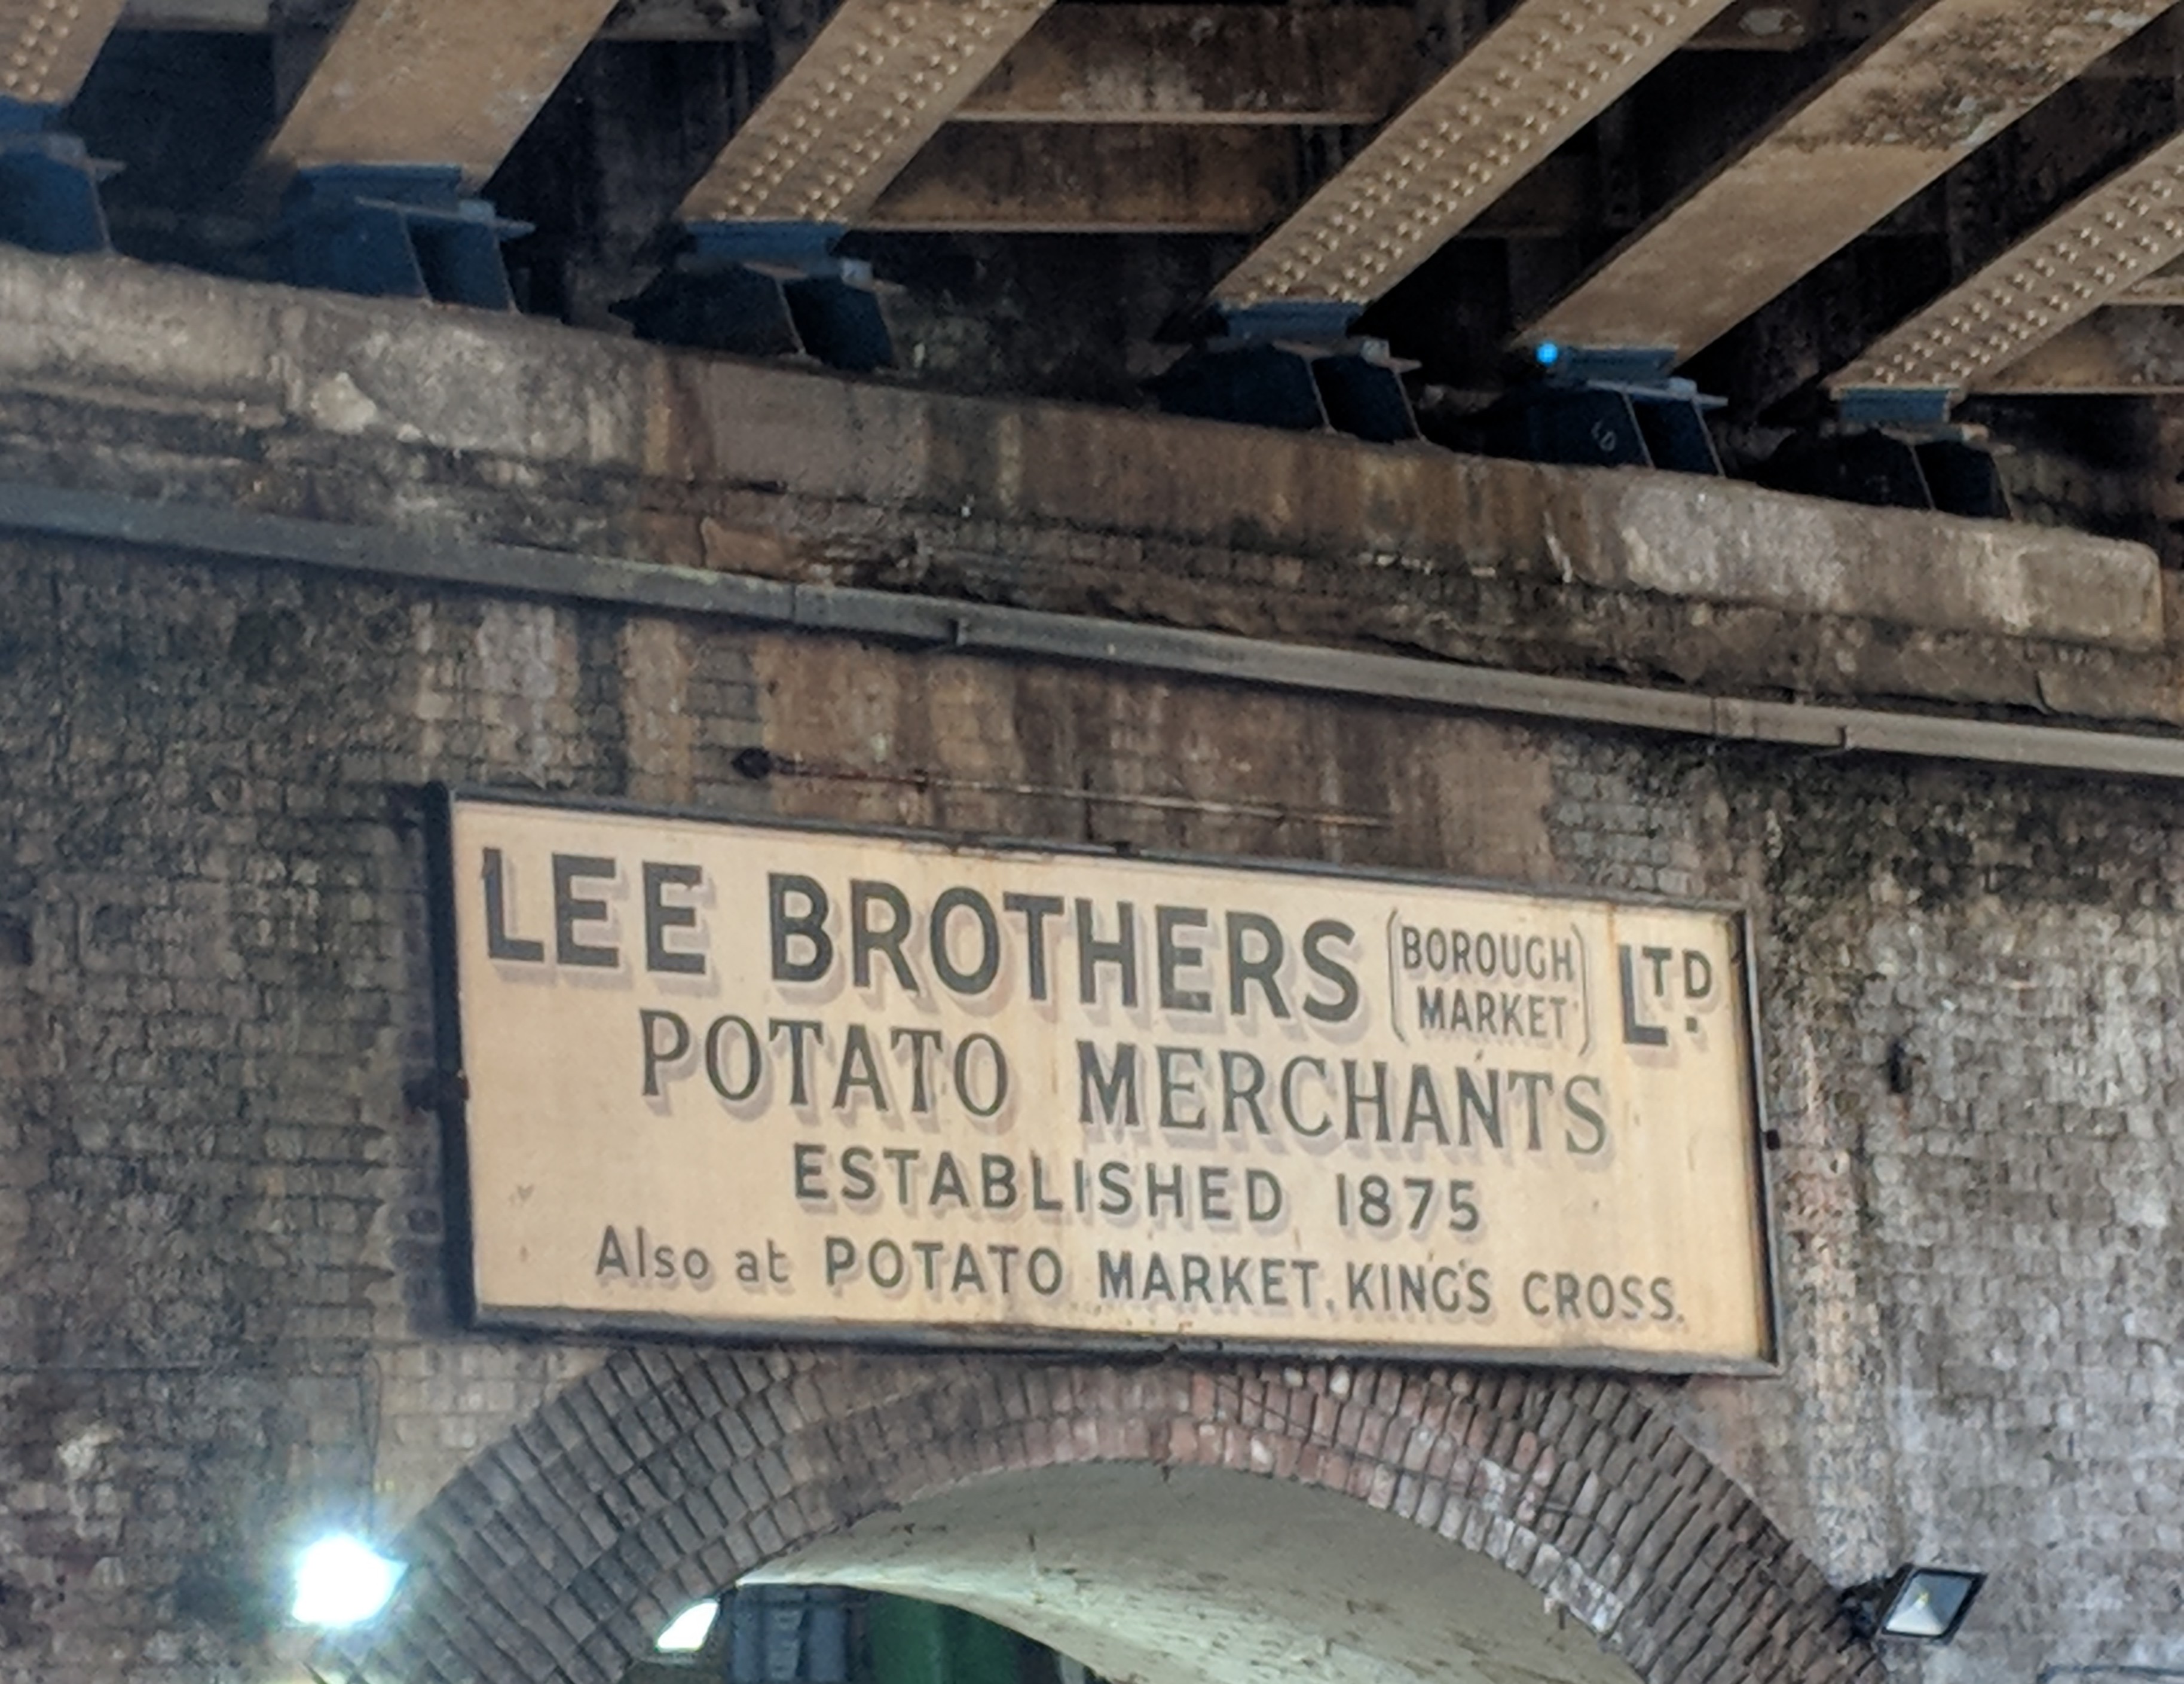 LEE BROTHERS (BOROUGH MARKET) LTD.
POTATO MERCHANTS
ESTABLISHED 1875
Also at POTATO MARKET, KING'S CROSS.